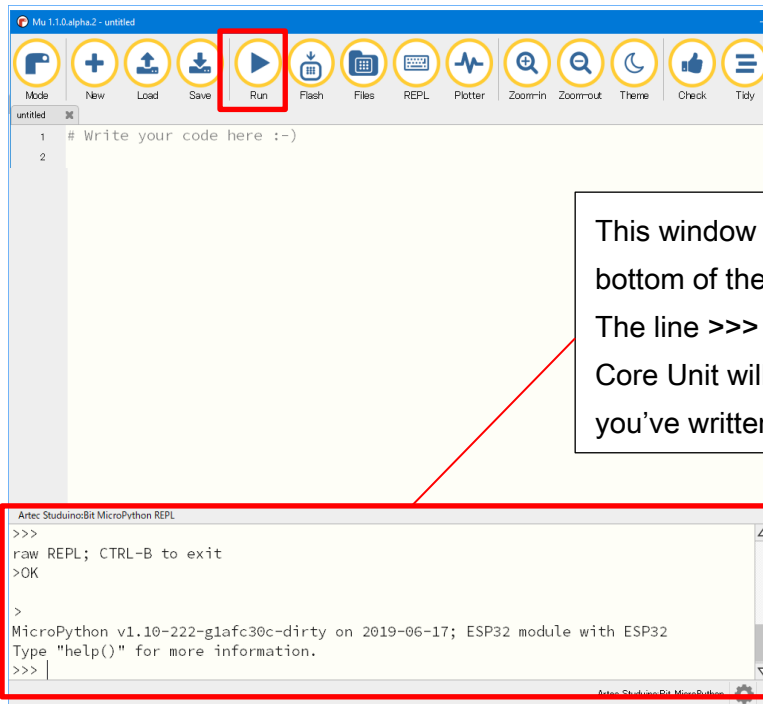 Mu 1.1.0.alpha.2 - untitled
Mode New Load Save Run Flash Files REPL Plotter Zoom-in Zoom-out Theme Check Tidy
untitled
1 # Write your code here :-)
2
This window
bottom of the
The line >>>
Core Unit wil
you've written
Artec Studuino:Bit MicroPython REPL
>>>
raw REPL; CTRL-B to exit
>OK
>
MicroPython v1.10-222-g1afc30c-dirty on 2019-06-17; ESP32 module with ESP32
Type "help()" for more information.
>>>
Artec Studuino:Bit MicroPython